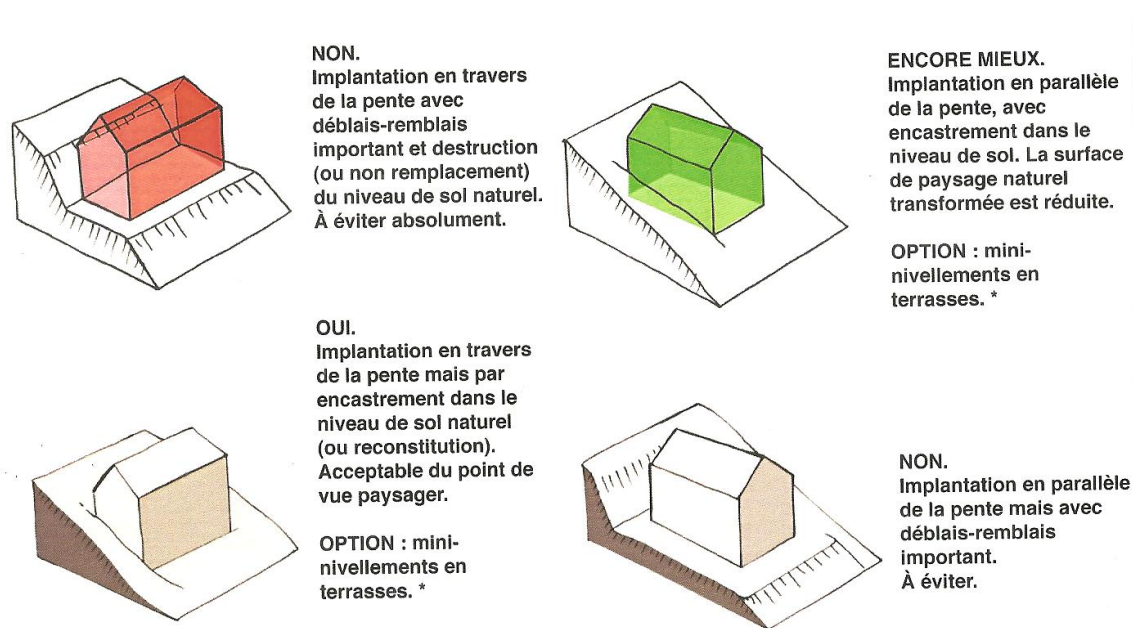 NON.
Implantation en travers
de la pente avec
déblais-remblais
important et destruction
(ou non remplacement)
du niveau de sol naturel.
À éviter absolument.
ENCORE MIEUX.
Implantation en parallèle
de la pente, avec
encastrement dans le
niveau de sol. La surface
de paysage naturel
transformée est réduite.
OPTION : mini-
nivellements en
terrasses. *
OUI.
Implantation en travers
de la pente mais par
encastrement dans le
niveau de sol naturel
(ou reconstitution).
Acceptable du point de
vue paysager.
OPTION : mini-
nivellements en
terrasses. *
NON.
Implantation en parallèle
de la pente mais avec
déblais-remblais
important.
À éviter.